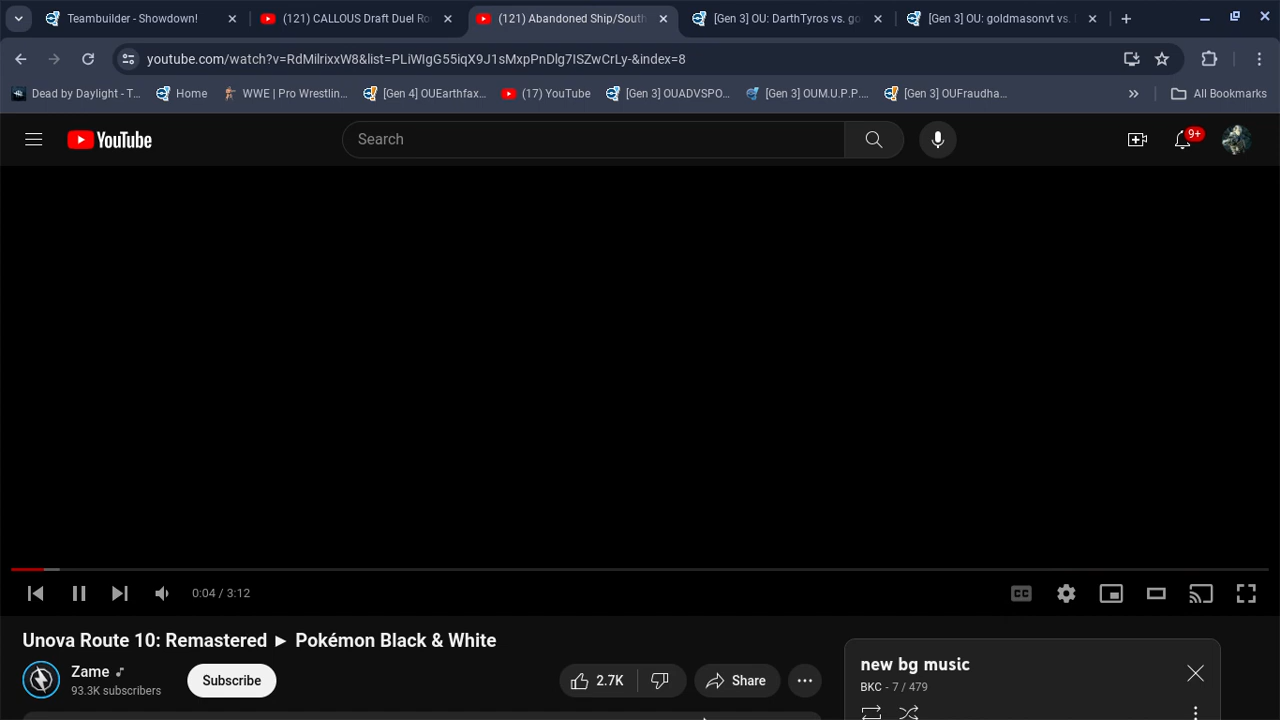 Teambuilder - Showdown!
(121) CALLOUS Draft Duel Ro
(121) Abandoned Ship/South
[Gen 3] OU: DarthTyros vs. go
[Gen 3] OU: goldmasonvt vs.
youtube.com/watch?v=RdMilrixxW8&list=PLiWIgG55iqX9J1sMxpPnDlg7ISZwCrLy-&index=8
Dead by Daylight - T...
Home
WWE | Pro Wrestlin...
[Gen 4] OUEarthfax...
(17) YouTube
[Gen 3] OUADVSPO...
[Gen 3] OUM.U.P.P....
[Gen 3] OUFraudha...
All Bookmarks
YouTube
Search
9+
0:04 / 3:12
CC
Unova Route 10: Remastered ► Pokémon Black & White
Zame
93.3K subscribers
Subscribe
2.7K
Share
new bg music
BKC - 7 / 479